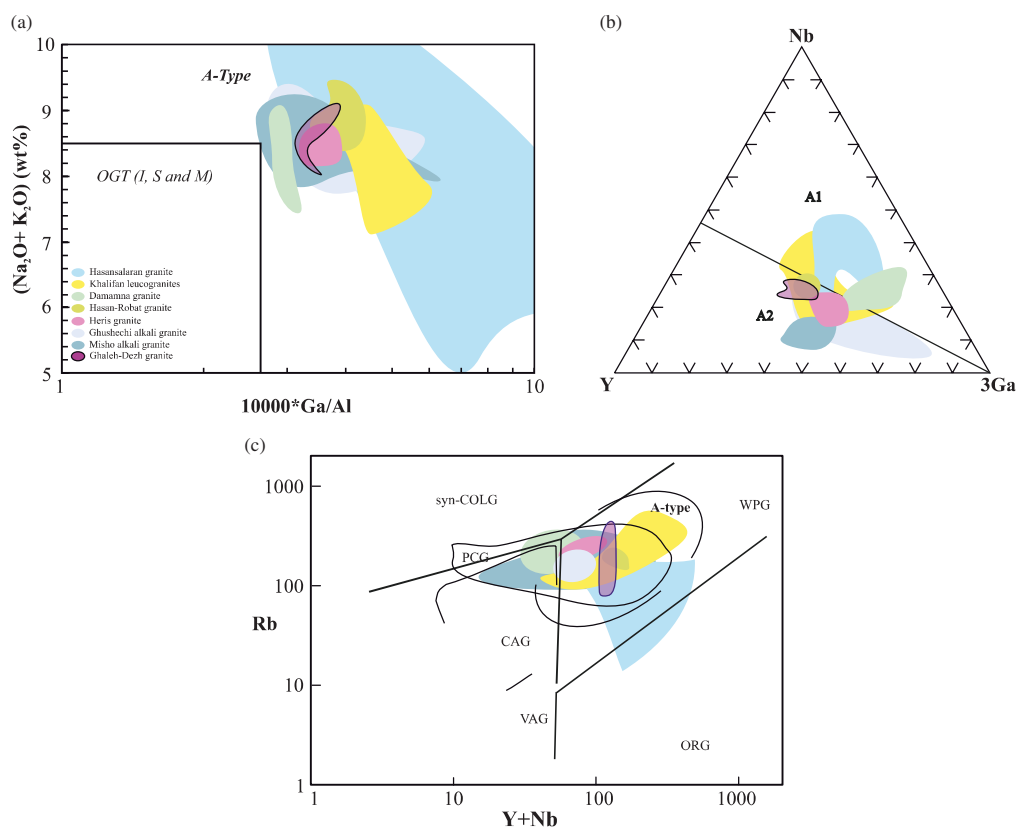 (a)
10
9
8
7
6
5
(Na₂O+ K₂O) (wt%)
A-Type
OGT (I, S and M)
Hasansalaran granite
Khalifan leucogranites
Damamna granite
Hasan-Robat granite
Heris granite
Ghushechi alkali granite
Misho alkali granite
Ghaleh-Dezh granite
1
10
10000*Ga/Al
(b)
Nb
A1
A2
Y
3Ga
(c)
1000
100
10
1
Rb
syn-COLG
A-type
WPG
PCG
CAG
VAG
ORG
1
10
100
1000
Y+Nb